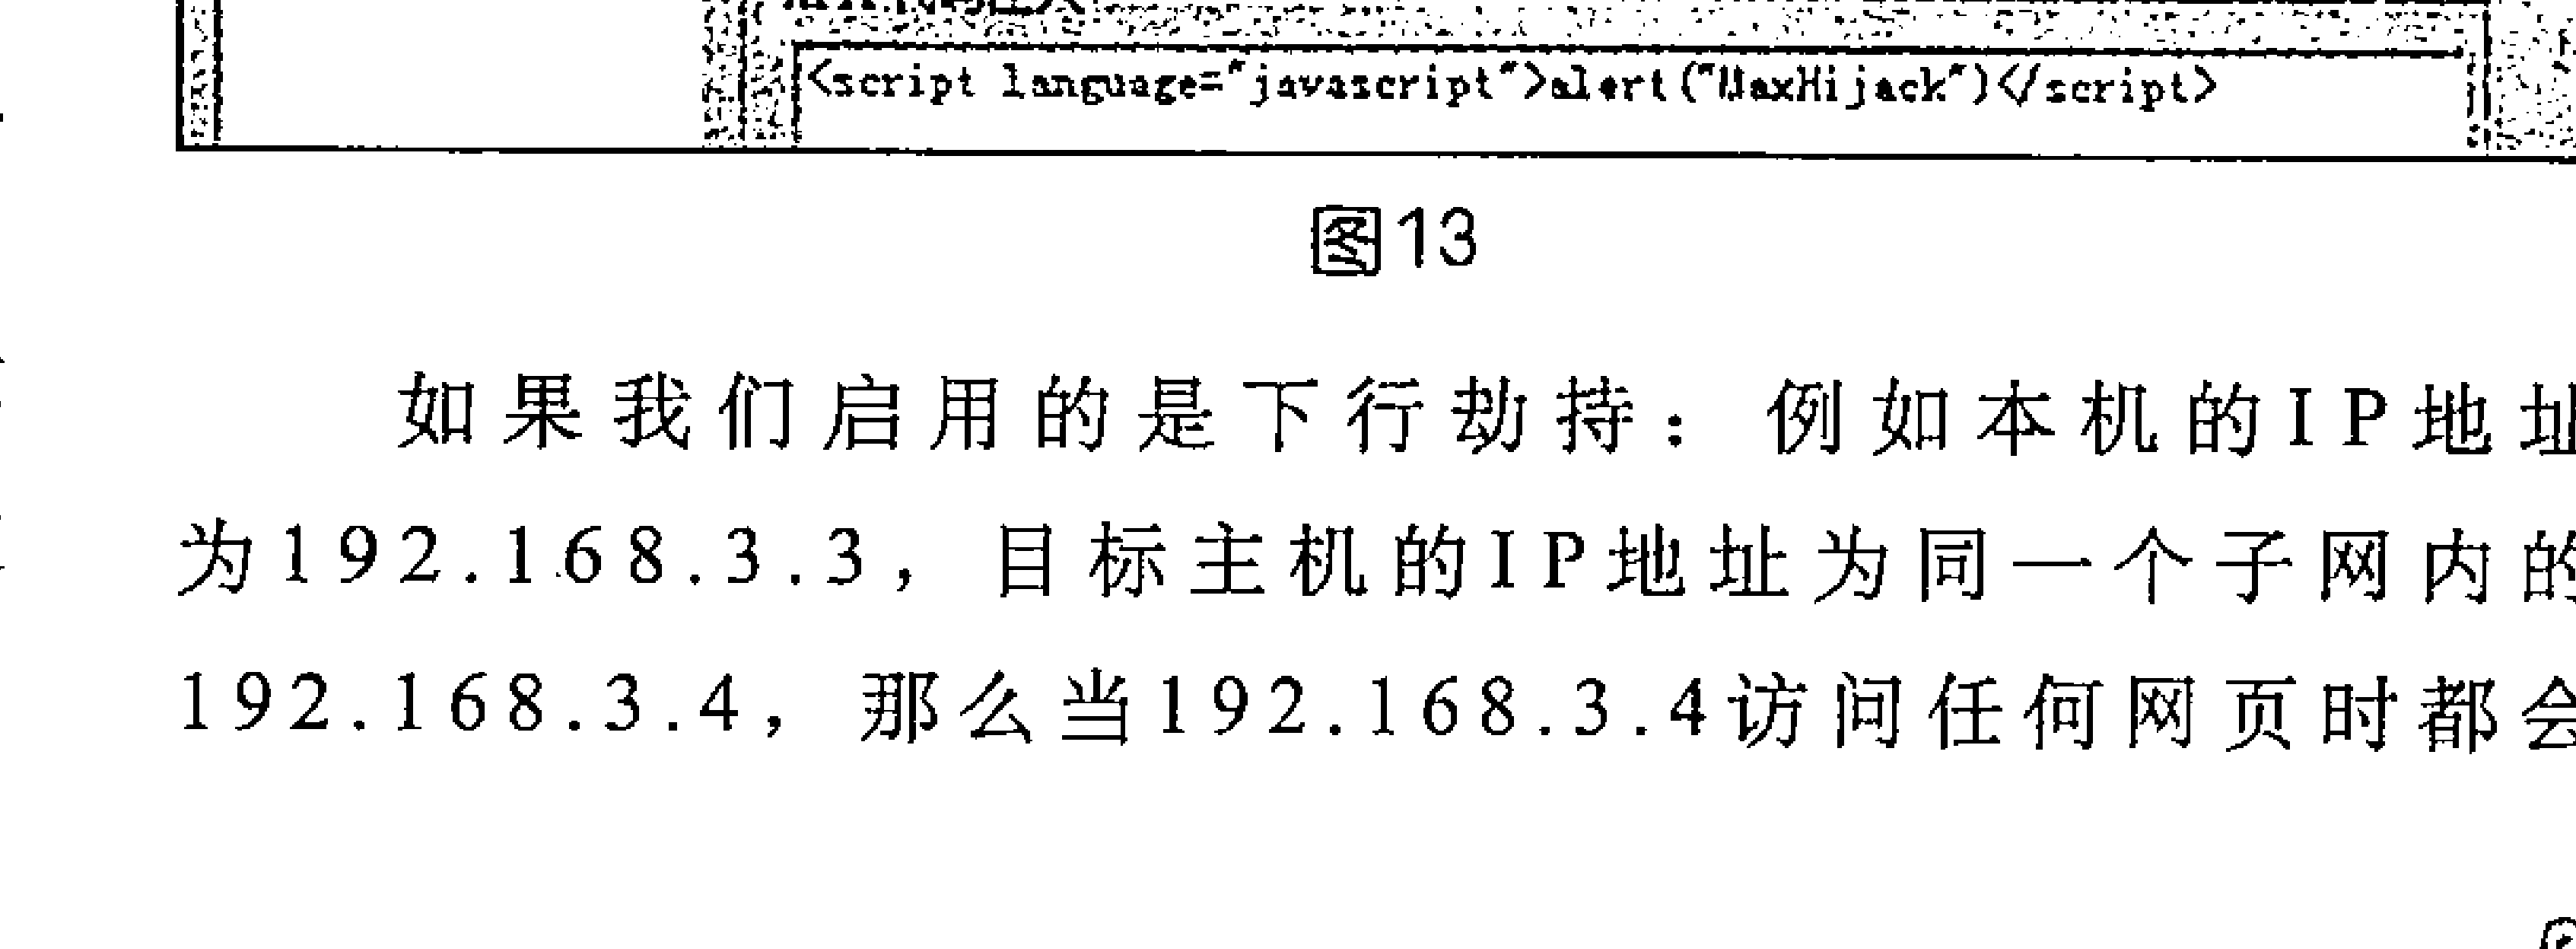 <script language="javascript">alert("MaxHijack")</script>
图13
如果我们启用的是下行劫持：例如本机的IP地址
为192.168.3.3，目标主机的IP地址为同一个子网内的
192.168.3.4，那么当192.168.3.4访问任何网页时都会